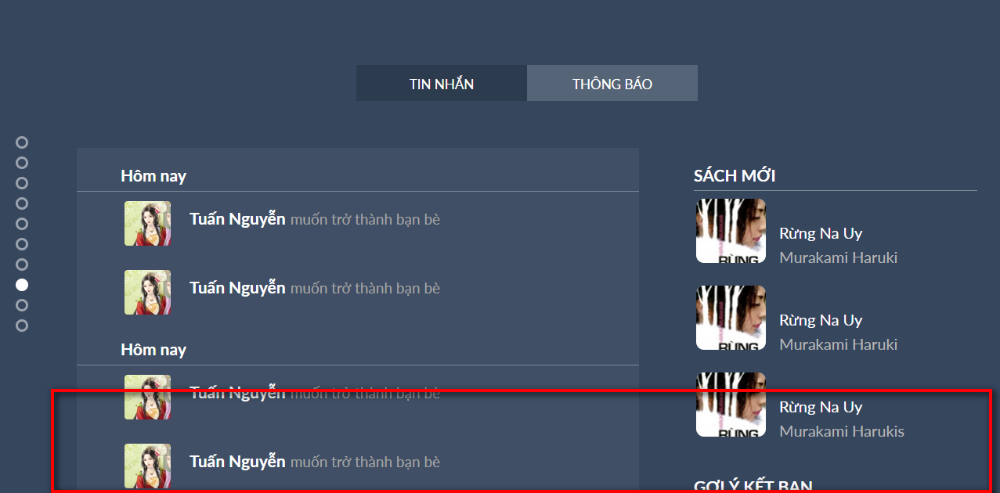 TIN NHẮN
THÔNG BÁO
Hôm nay
Tuấn Nguyễn muốn trở thành bạn bè
Tuấn Nguyễn muốn trở thành bạn bè
Hôm nay
Tuấn Nguyễn muốn trở thành bạn bè
Tuấn Nguyễn muốn trở thành bạn bè
SÁCH MỚI
RỪNG
Rừng Na Uy
Murakami Haruki
RỪNG
Rừng Na Uy
Murakami Haruki
RỪNG
Rừng Na Uy
Murakami Harukis
GỢI Ý KẾT BẠN